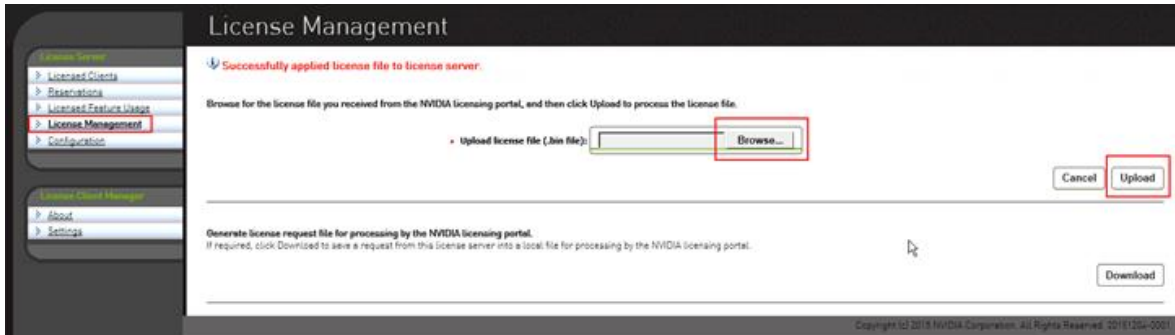 License Management
License Server
Licensed Clients
Reservations
Licensed Feature Usage
License Management
Configuration
License Client Manager
About
Settings
Successfully applied license file to license server.
Browse for the license file you received from the NVIDIA licensing portal, and then click Upload to process the license file.
Upload license file (.bin file): Browse...
Cancel Upload
Generate license request file for processing by the NVIDIA licensing portal.
If required, click Download to save a request from this license server into a local file for processing by the NVIDIA licensing portal.
Download
Copyright (c) 2015 NVIDIA Corporation. All Rights Reserved. 20151204-0001